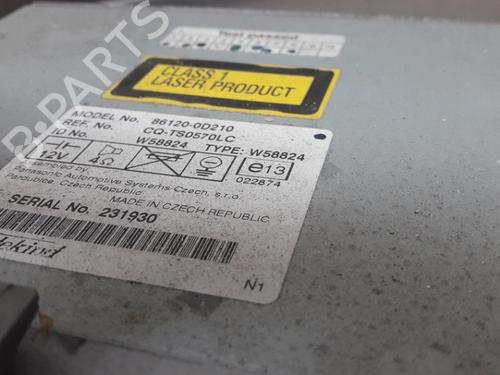 Test passed
CLASS 1
LASER PRODUCT
MODEL No. 86120-0D210
REF. No. CQ-TS0570LC
ID No. W58824 TYPE: W58824
12V 4Ω e13
022874
Panasonic Automotive Systems Czech, s.r.o.
Pardubice, Czech Republic
MADE IN CZECH REPUBLIC
SERIAL No. 231930
N1
B-PARTS